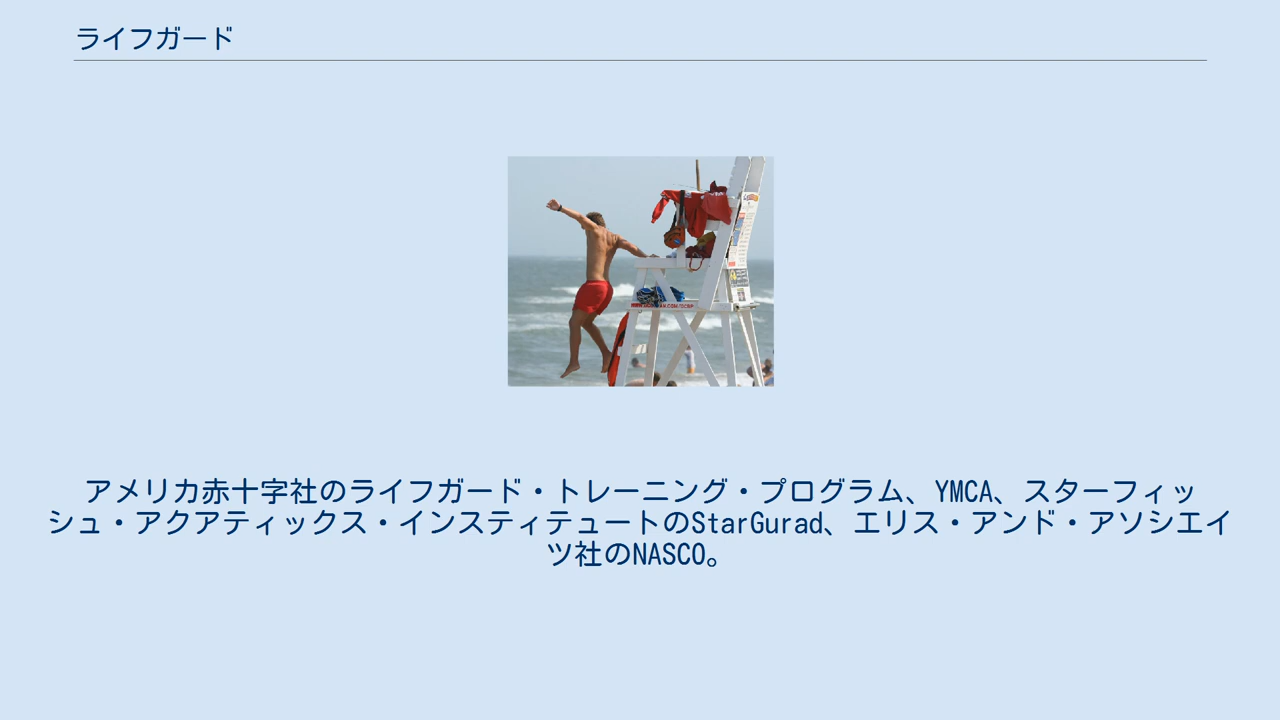 ライフガード
アメリカ赤十字社のライフガード・トレーニング・プログラム、YMCA、スターフィッ
シュ・アクアティックス・インスティテュートのStarGurad、エリス・アンド・アソシエイ
ツ社のNASCO。